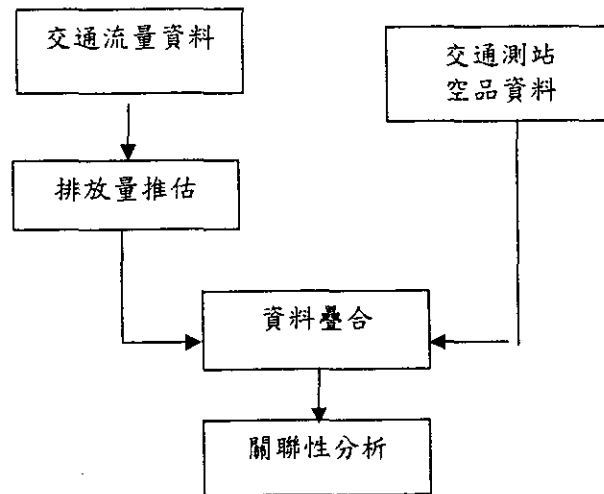 交通流量資料
交通測站
空品資料
排放量推估
資料疊合
關聯性分析